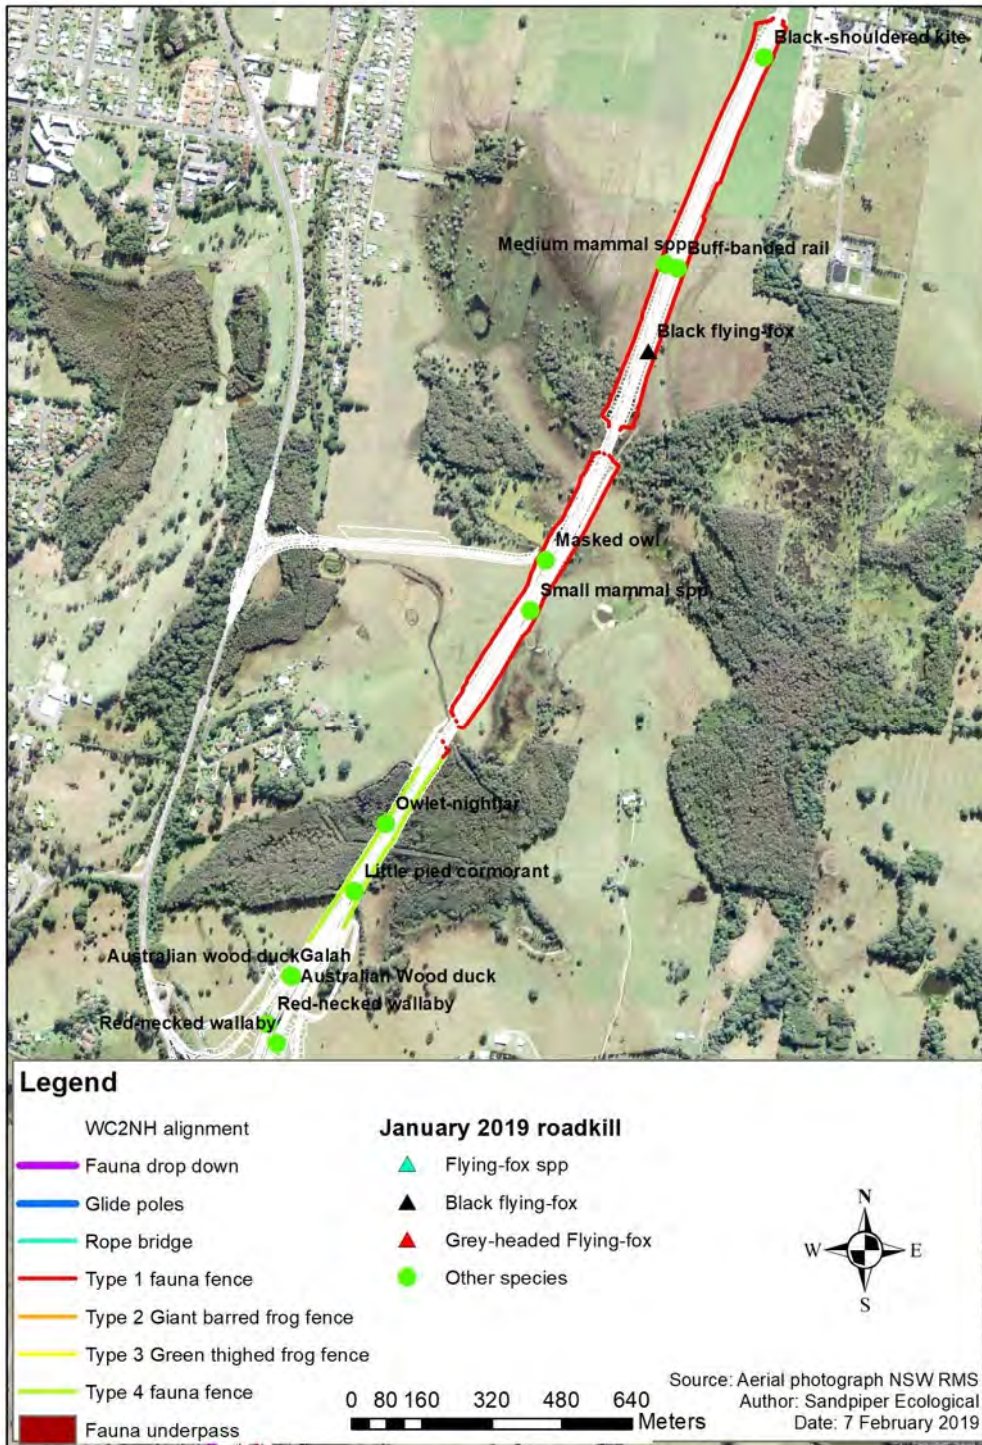 Black-shouldered kite
Medium mammal spp
Buff-banded rail
Black flying-fox
Masked owl
Small mammal spp
Owlet-nightjar
Little pied cormorant
Australian wood duck
Galah
Australian Wood duck
Red-necked wallaby
Red-necked wallaby
Legend
WC2NH alignment
Fauna drop down
Glide poles
Rope bridge
Type 1 fauna fence
Type 2 Giant barred frog fence
Type 3 Green thighed frog fence
Type 4 fauna fence
Fauna underpass
January 2019 roadkill
Flying-fox spp
Black flying-fox
Grey-headed Flying-fox
Other species
N
W E
S
0 80 160 320 480 640
Meters
Source: Aerial photograph NSW RMS
Author: Sandpiper Ecological
Date: 7 February 2019